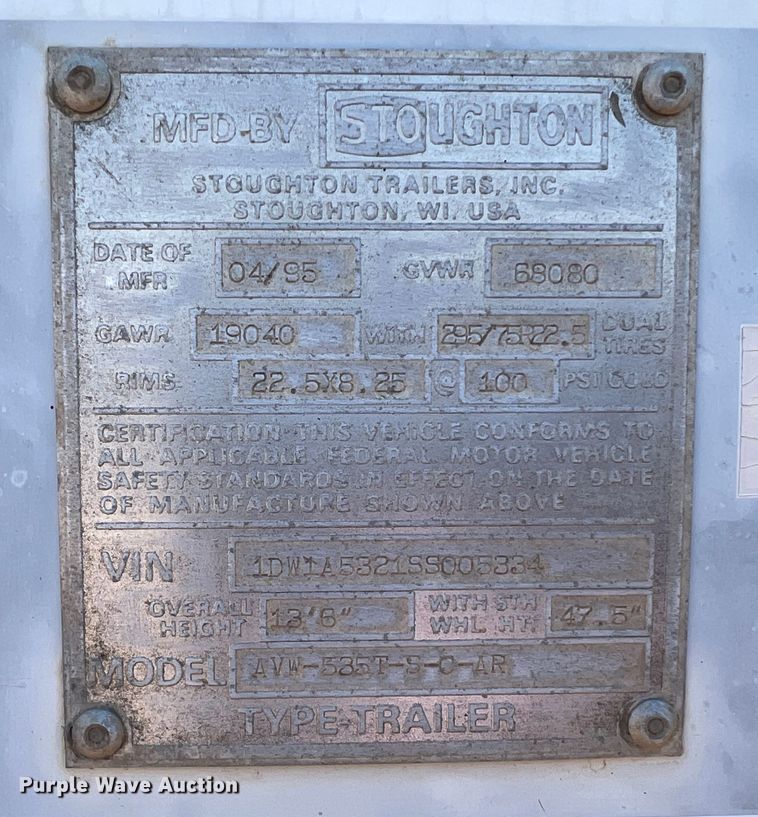 MFD BY STOUGHTON
STOUGHTON TRAILERS, INC.
STOUGHTON, WI. USA
DATE OF MFR 04/95 GVWR 68080
GAWR 19040 WITH 295/75R22.5 DUAL TIRES
RIMS 22.5X8.25 @ 100 PSI COLD
CERTIFICATION THIS VEHICLE CONFORMS TO
ALL APPLICABLE FEDERAL MOTOR VEHICLE
SAFETY STANDARDS IN EFFECT ON THE DATE
OF MANUFACTURE SHOWN ABOVE
VIN 1DW1A5321SS005334
OVERALL HEIGHT 13'6" WITH 5TH WHL HT 47.5"
MODEL AVW-535T-S-C-AR
TYPE-TRAILER
Purple Wave Auction